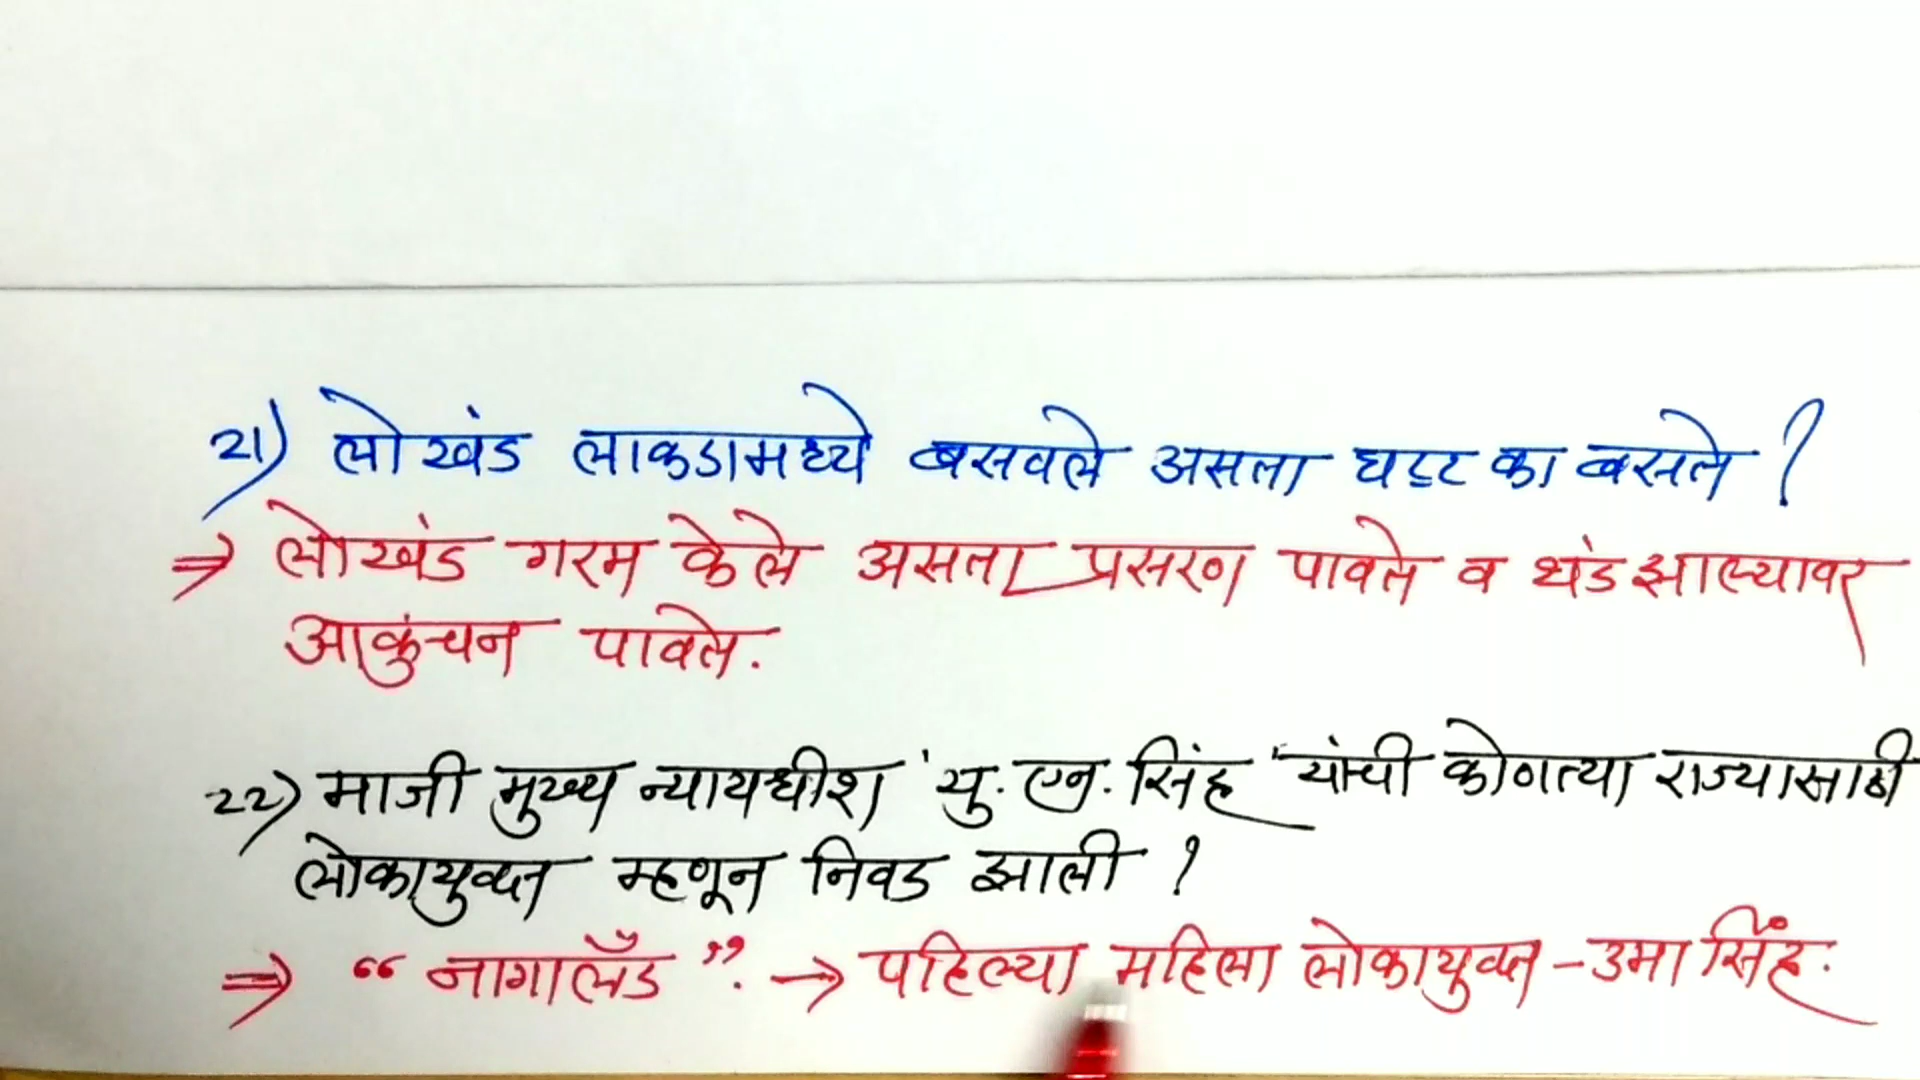 २१) लोखंड लाकडामध्ये बसवले असता घट्ट का बसते ?
⇒ लोखंड गरम केले असता प्रसरण पावते व थंड झाल्यावर
आकुंचन पावते.
२२) माजी मुख्य न्यायधीश 'यु. एन. सिंह' यांची कोणत्या राज्यासाठी
लोकायुक्त म्हणून निवड झाली ?
⇒ “ नागालॅंड ”. → पहिल्या महिला लोकायुक्त - उमा सिंह.